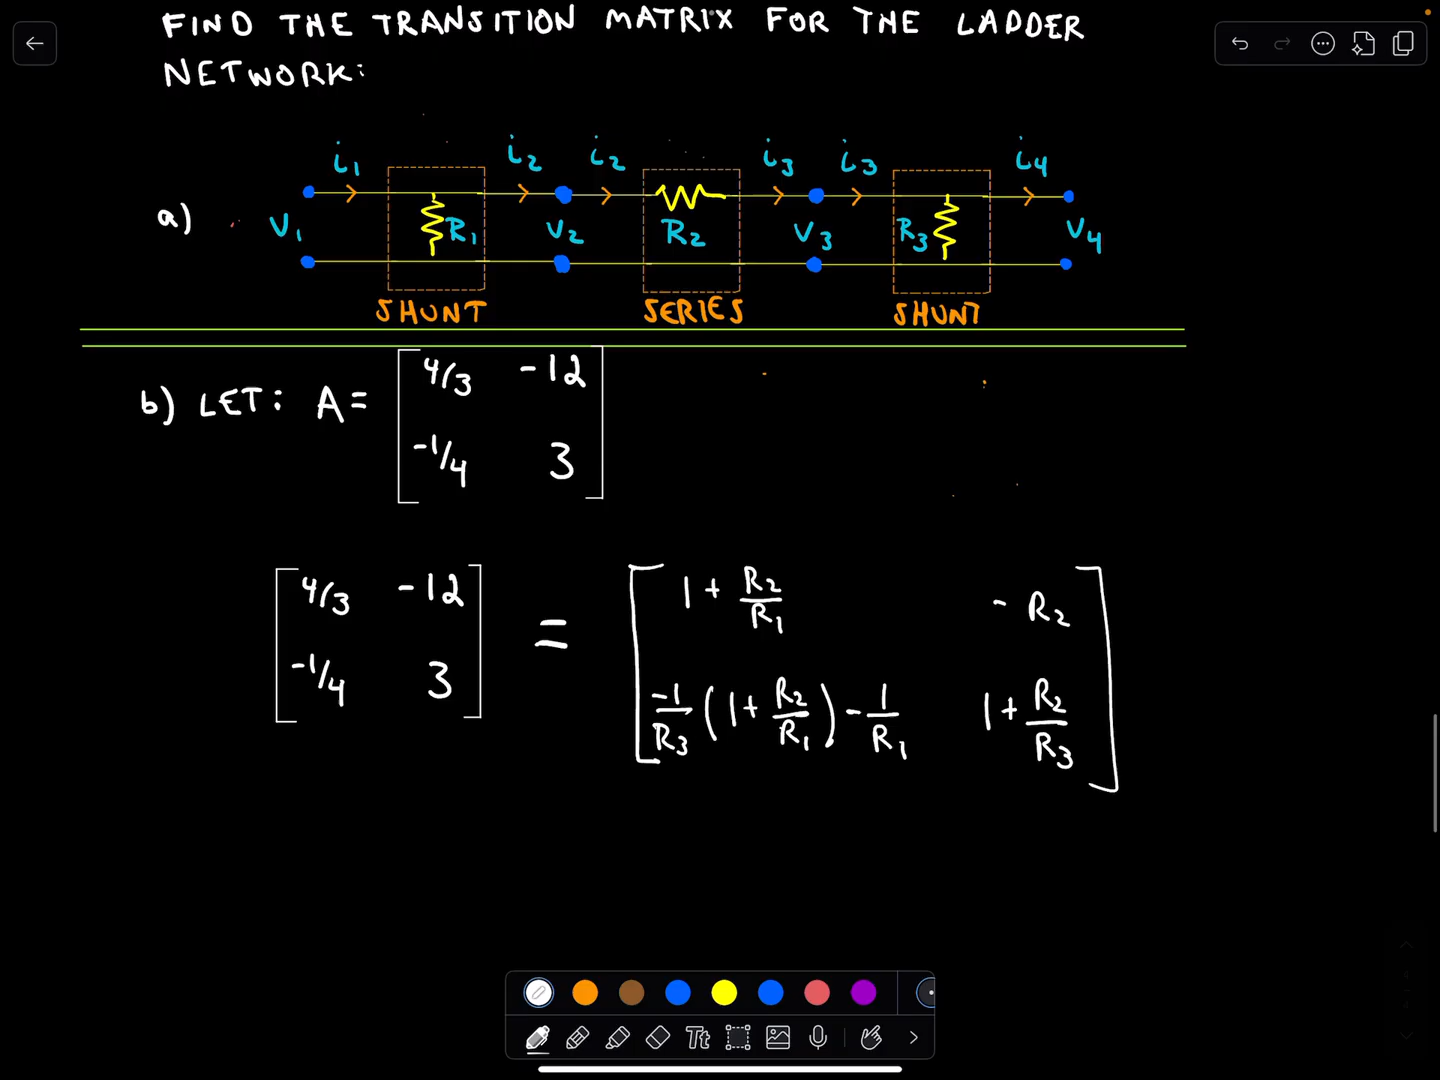 FIND THE TRANSITION MATRIX FOR THE LADDER
NETWORK:
i1 i2 i2 i3 i3 i4
a) V1 R1 V2 R2 V3 R3 V4
SHUNT SERIES SHUNT
b) LET: A = [ 4/3 -12
-1/4 3 ]
[ 4/3 -12
-1/4 3 ] = [ 1 + R2/R1 - R2
-1/R3 (1 + R2/R1) - 1/R1 1 + R2/R3 ]
Tt